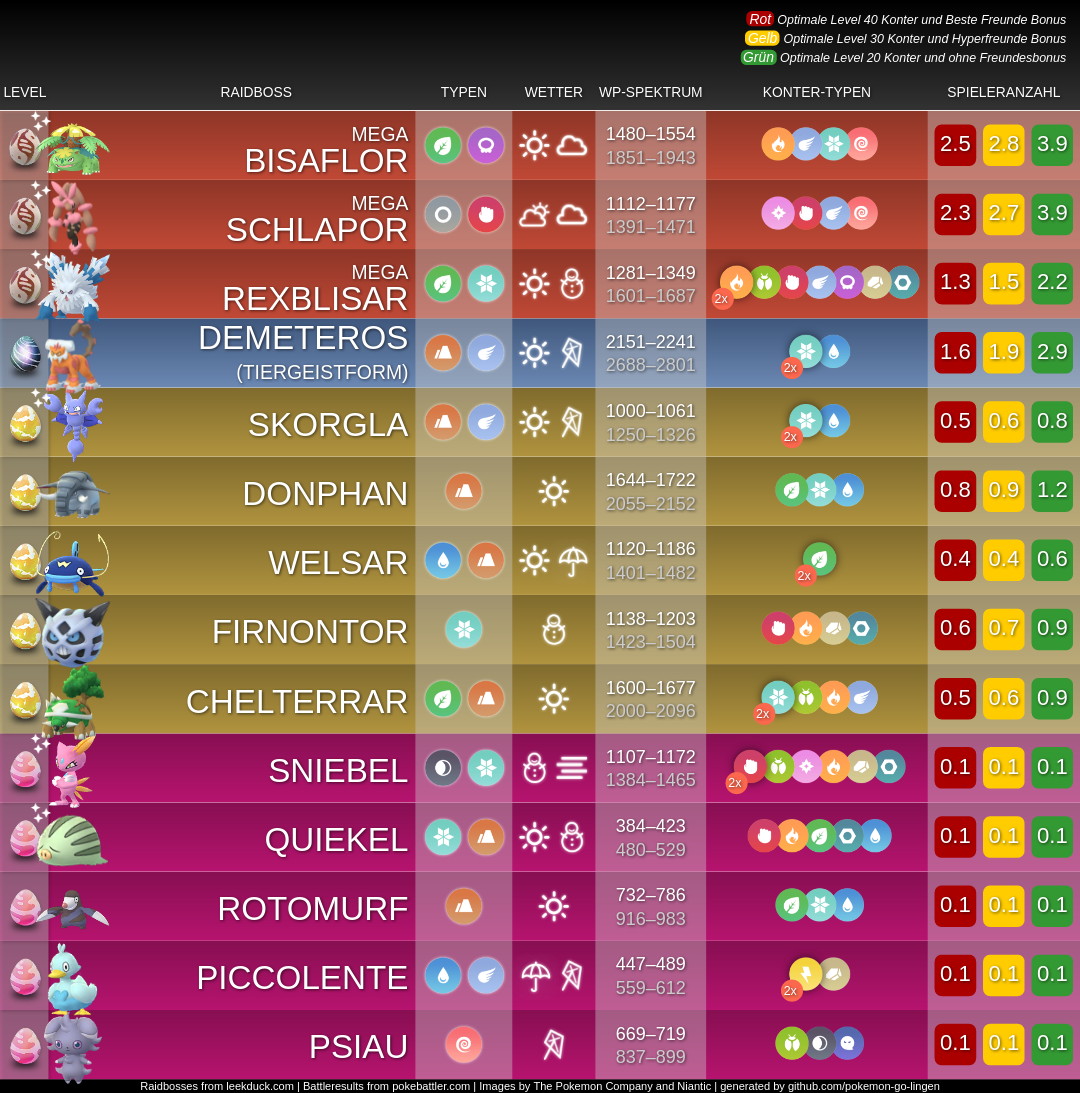 Rot Optimale Level 40 Konter und Beste Freunde Bonus
Gelb Optimale Level 30 Konter und Hyperfreunde Bonus
Grün Optimale Level 20 Konter und ohne Freundesbonus
LEVEL RAIDBOSS TYPEN WETTER WP-SPEKTRUM KONTER-TYPEN SPIELERANZAHL
MEGA
BISAFLOR
1480–1554
1851–1943
2.5 2.8 3.9
MEGA
SCHLAPOR
1112–1177
1391–1471
2.3 2.7 3.9
MEGA
REXBLISAR
1281–1349
1601–1687
2x
1.3 1.5 2.2
DEMETEROS
(TIERGEISTFORM)
2151–2241
2688–2801
2x
1.6 1.9 2.9
SKORGLA
1000–1061
1250–1326
2x
0.5 0.6 0.8
DONPHAN
1644–1722
2055–2152
0.8 0.9 1.2
WELSAR
1120–1186
1401–1482
2x
0.4 0.4 0.6
FIRNONTOR
1138–1203
1423–1504
0.6 0.7 0.9
CHELTERRAR
1600–1677
2000–2096
2x
0.5 0.6 0.9
SNIEBEL
1107–1172
1384–1465
2x
0.1 0.1 0.1
QUIEKEL
384–423
480–529
0.1 0.1 0.1
ROTOMURF
732–786
916–983
0.1 0.1 0.1
PICCOLENTE
447–489
559–612
2x
0.1 0.1 0.1
PSIAU
669–719
837–899
0.1 0.1 0.1
Raidbosses from leekduck.com | Battleresults from pokebattler.com | Images by The Pokemon Company and Niantic | generated by github.com/pokemon-go-lingen